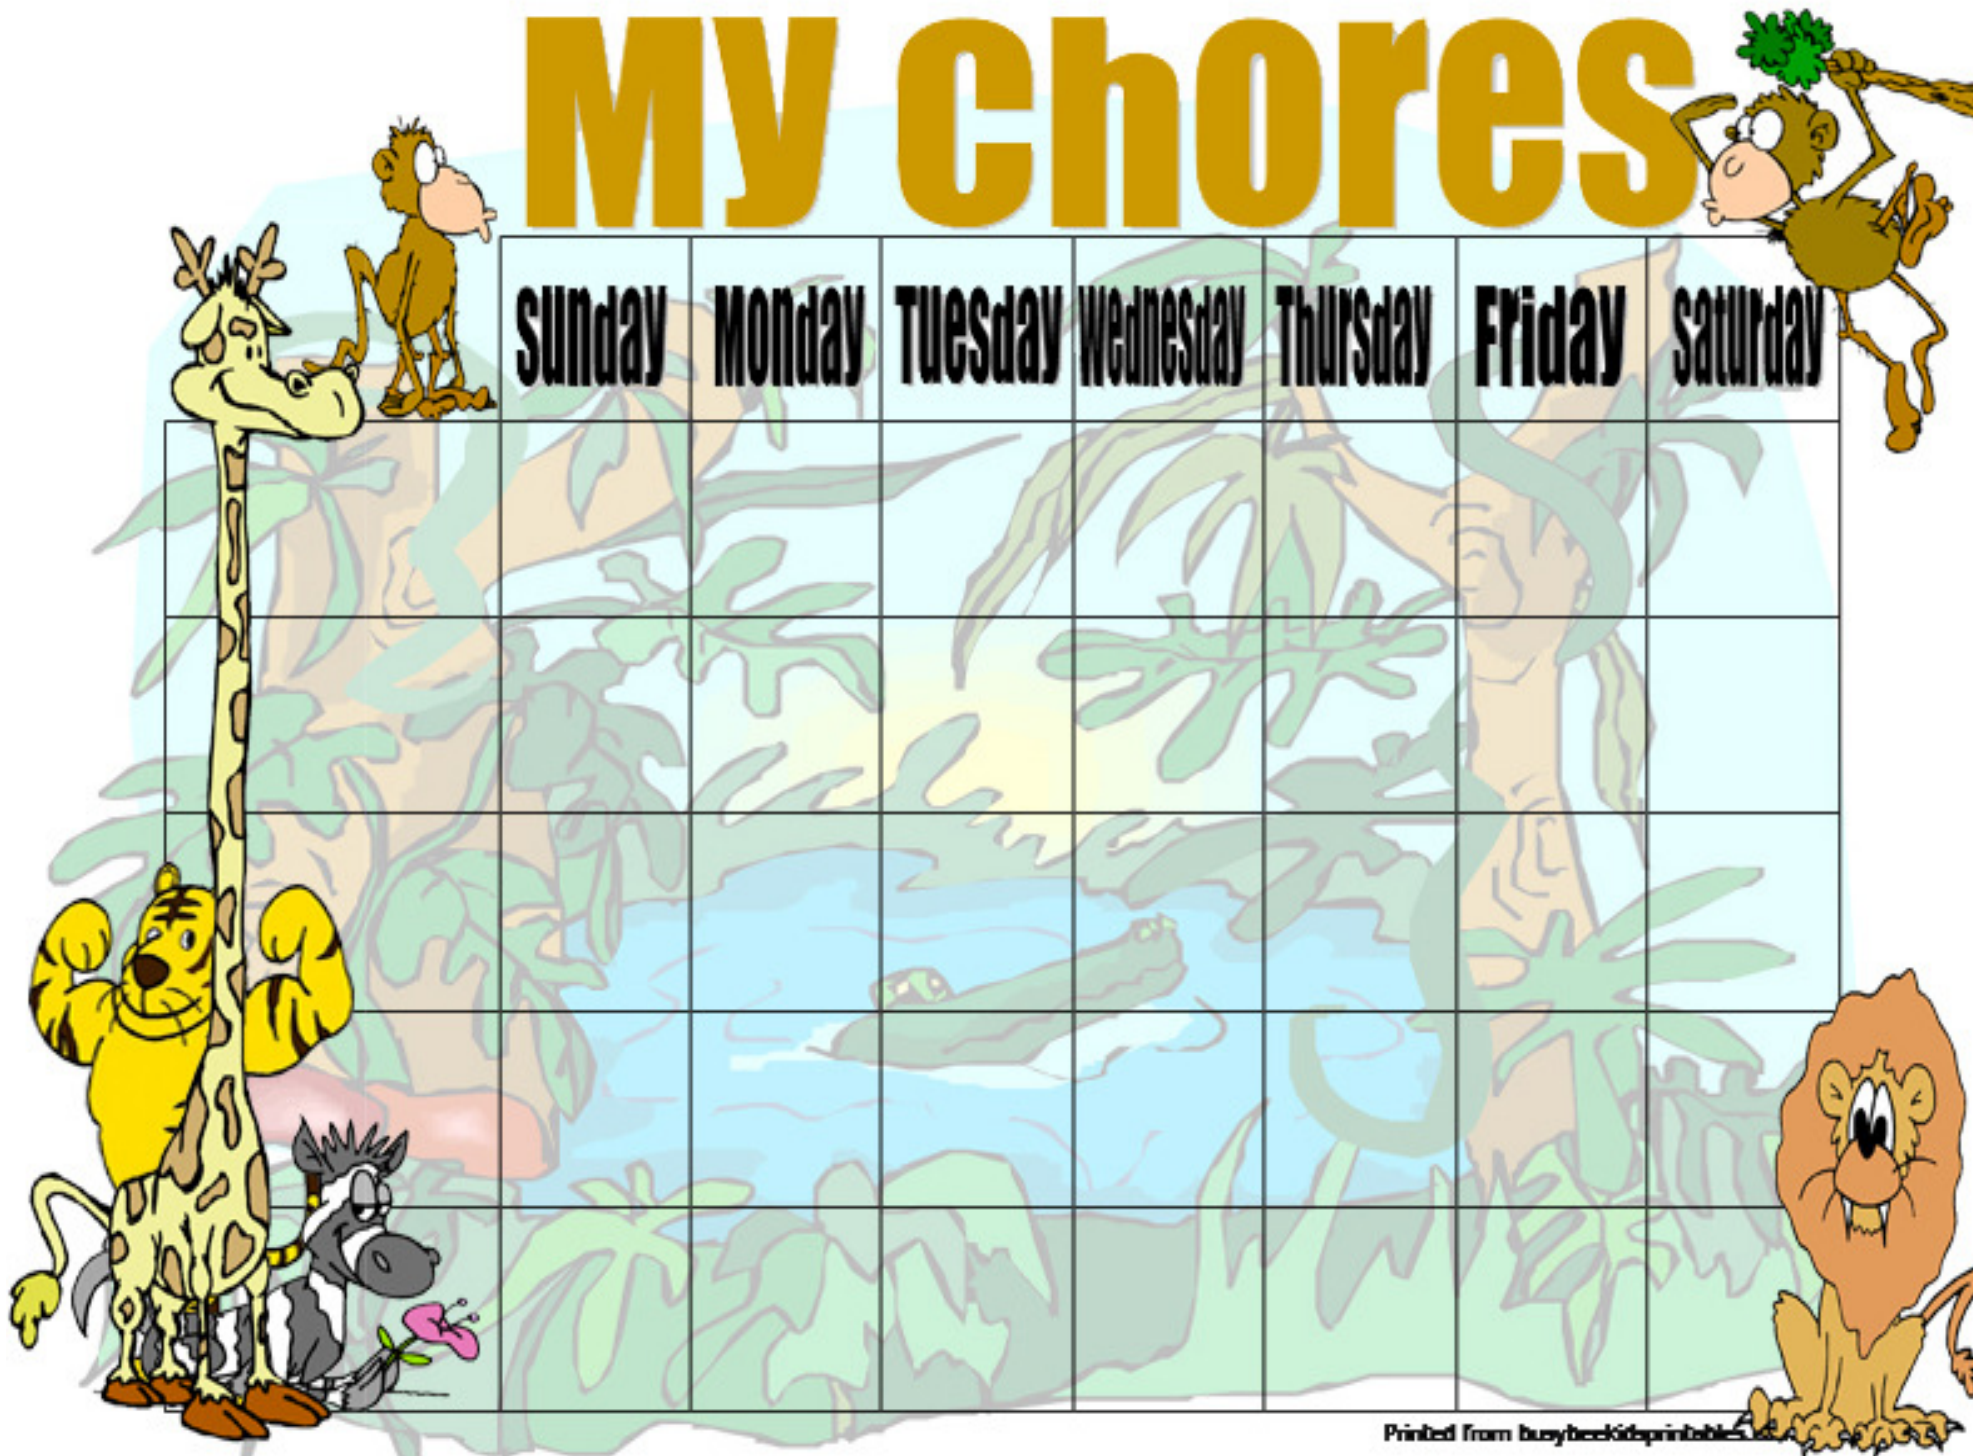 My chores
Sunday Monday Tuesday Wednesday Thursday Friday Saturday
Printed from busybeekidsprintables